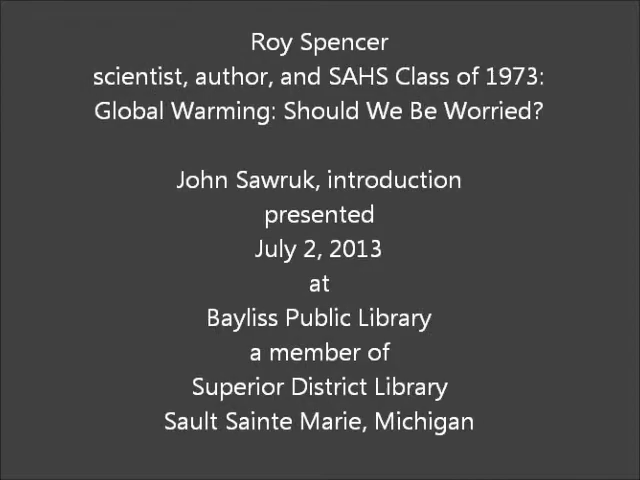 Roy Spencer
scientist, author, and SAHS Class of 1973:
Global Warming: Should We Be Worried?
John Sawruk, introduction
presented
July 2, 2013
at
Bayliss Public Library
a member of
Superior District Library
Sault Sainte Marie, Michigan